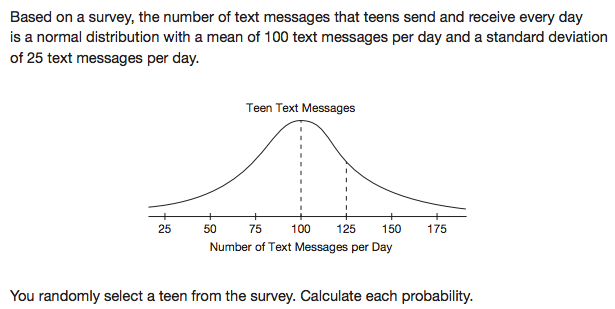 Based on a survey, the number of text messages that teens send and receive every day
is a normal distribution with a mean of 100 text messages per day and a standard deviation
of 25 text messages per day.
Teen Text Messages
25 50 75 100 125 150 175
Number of Text Messages per Day
You randomly select a teen from the survey. Calculate each probability.